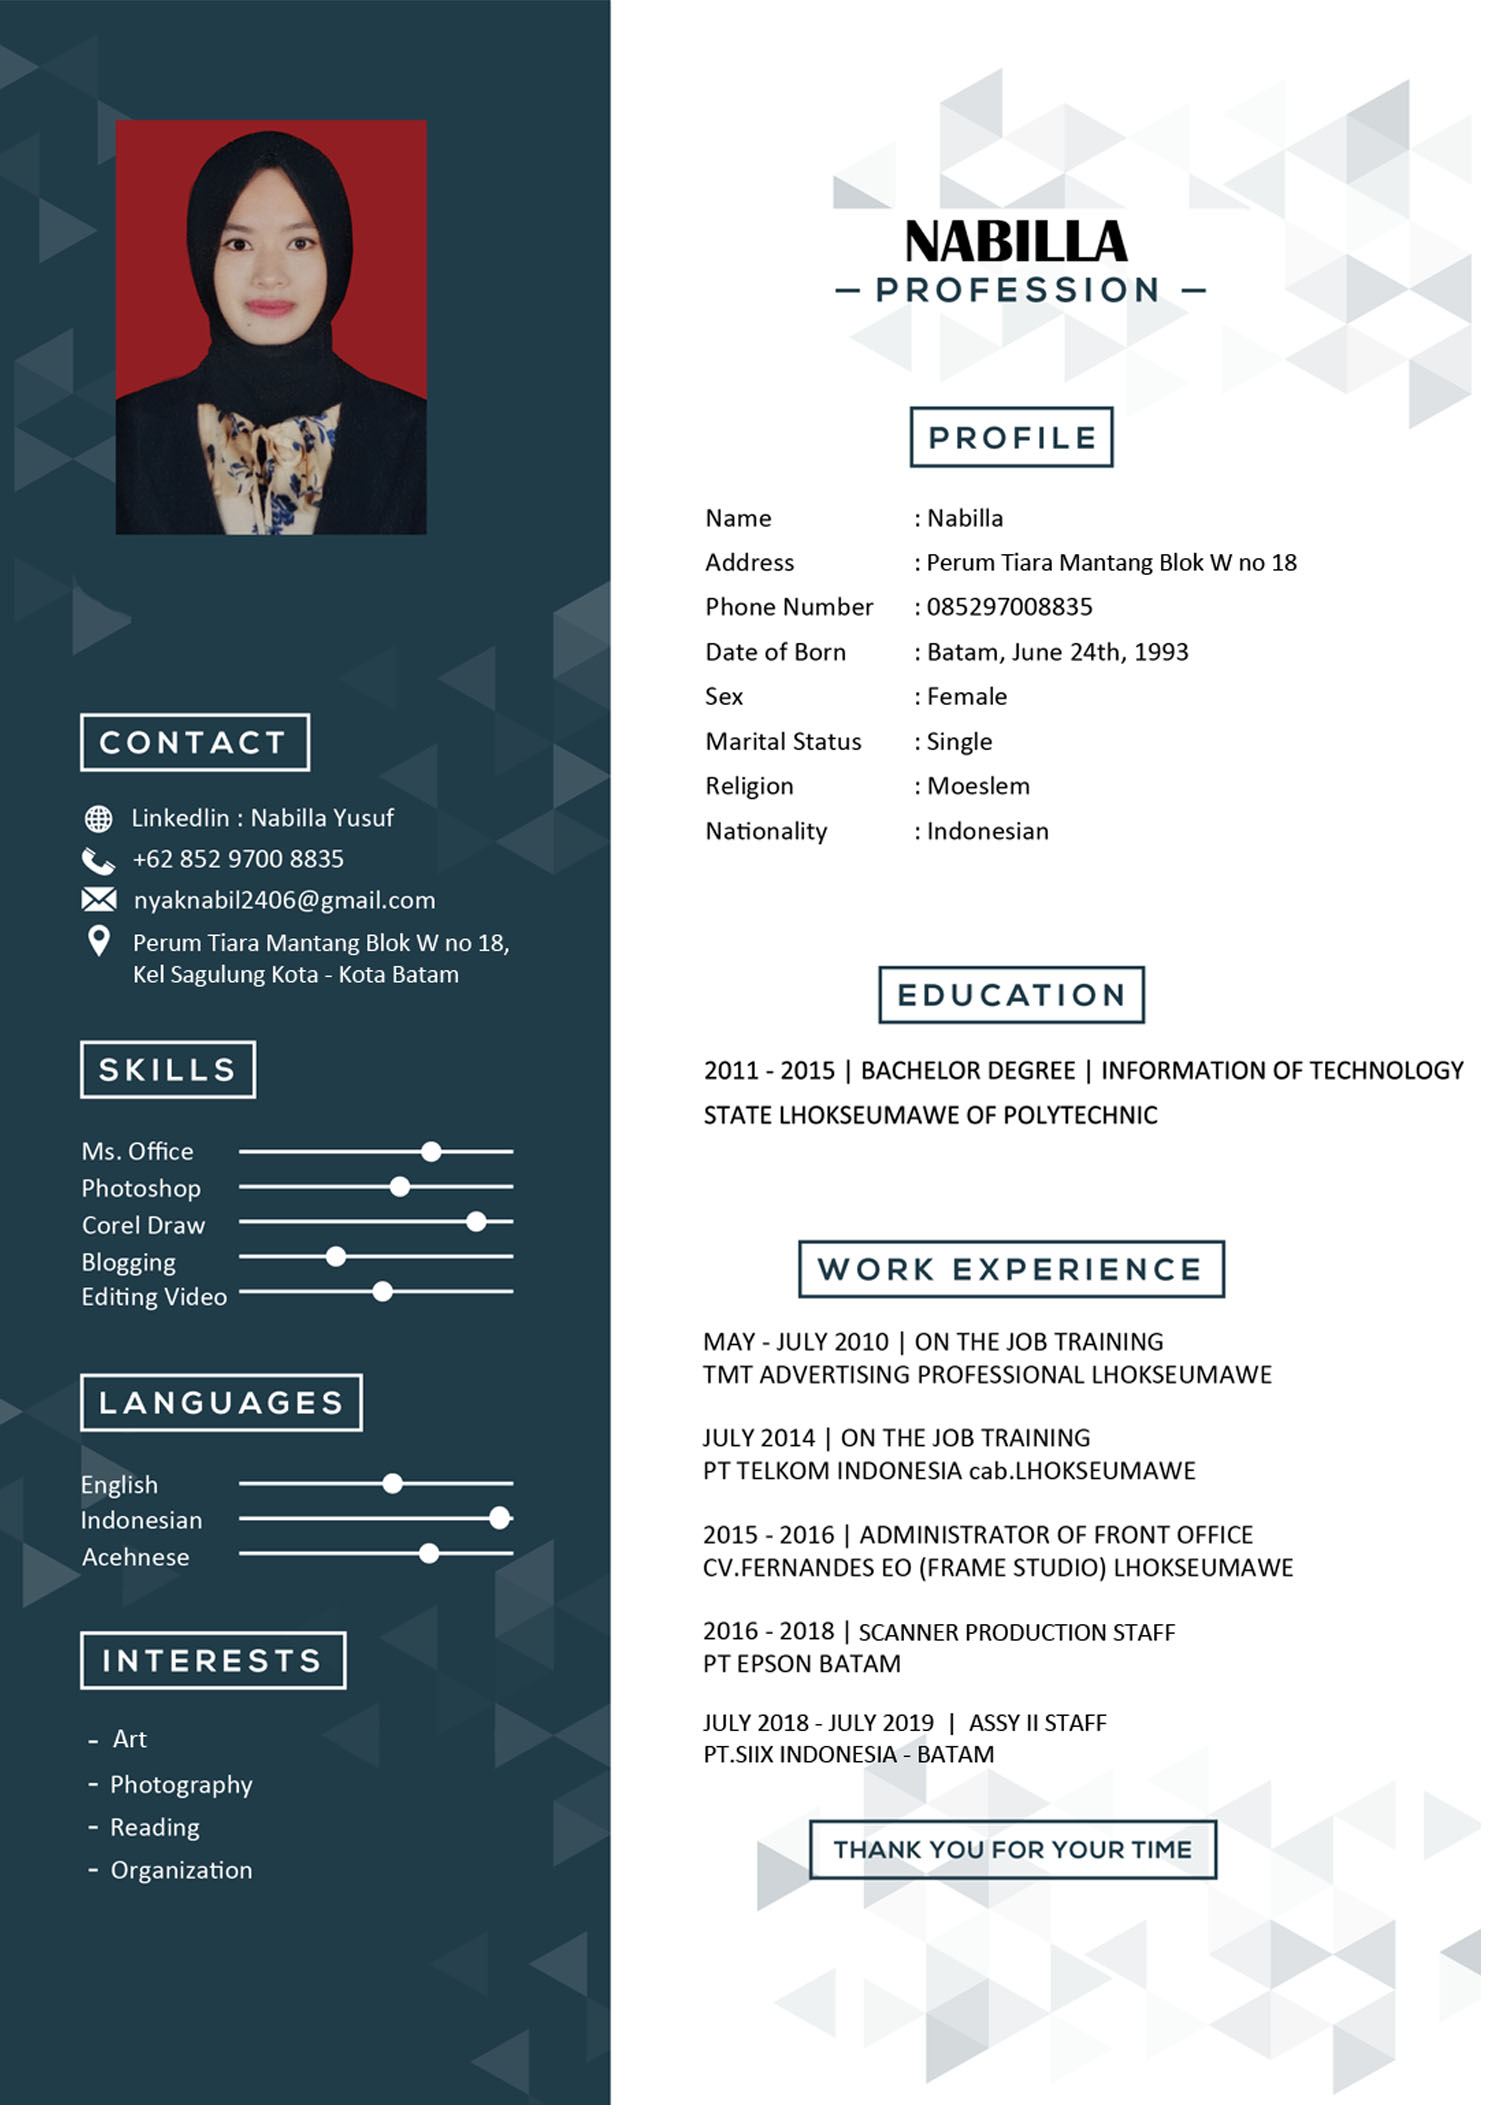 NABILLA
– PROFESSION –
CONTACT
Linkedlin : Nabilla Yusuf
+62 852 9700 8835
nyaknabil2406@gmail.com
Perum Tiara Mantang Blok W no 18,
Kel Sagulung Kota - Kota Batam
SKILLS
Ms. Office
Photoshop
Corel Draw
Blogging
Editing Video
LANGUAGES
English
Indonesian
Acehnese
INTERESTS
- Art
- Photography
- Reading
- Organization
PROFILE
Name : Nabilla
Address : Perum Tiara Mantang Blok W no 18
Phone Number : 085297008835
Date of Born : Batam, June 24th, 1993
Sex : Female
Marital Status : Single
Religion : Moeslem
Nationality : Indonesian
EDUCATION
2011 - 2015 | BACHELOR DEGREE | INFORMATION OF TECHNOLOGY
STATE LHOKSEUMAWE OF POLYTECHNIC
WORK EXPERIENCE
MAY - JULY 2010 | ON THE JOB TRAINING
TMT ADVERTISING PROFESSIONAL LHOKSEUMAWE
JULY 2014 | ON THE JOB TRAINING
PT TELKOM INDONESIA cab.LHOKSEUMAWE
2015 - 2016 | ADMINISTRATOR OF FRONT OFFICE
CV.FERNANDES EO (FRAME STUDIO) LHOKSEUMAWE
2016 - 2018 | SCANNER PRODUCTION STAFF
PT EPSON BATAM
JULY 2018 - JULY 2019 | ASSY II STAFF
PT.SIIX INDONESIA - BATAM
THANK YOU FOR YOUR TIME